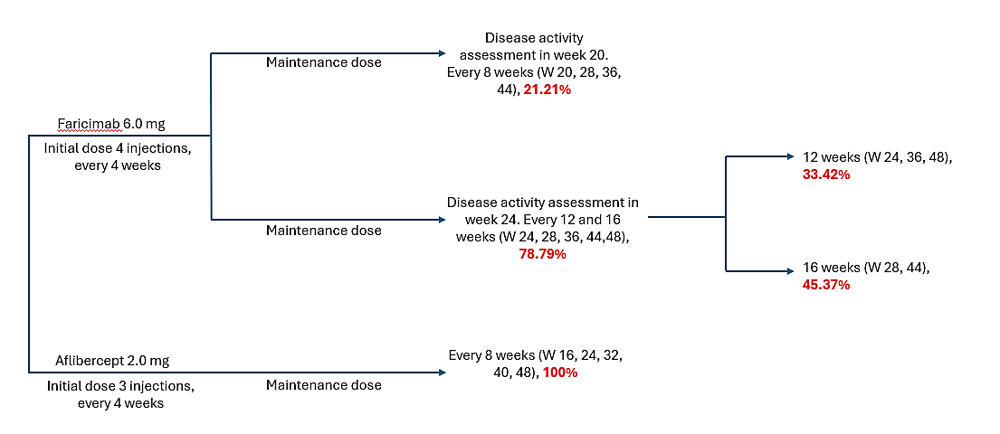 Disease activity
assessment in week 20.
Every 8 weeks (W 20, 28, 36,
44), 21.21%
Maintenance dose
Faricimab 6.0 mg
Initial dose 4 injections,
every 4 weeks
12 weeks (W 24, 36, 48),
33.42%
Disease activity assessment in
week 24. Every 12 and 16
weeks (W 24, 28, 36, 44,48),
78.79%
Maintenance dose
16 weeks (W 28, 44),
45.37%
Aflibercept 2.0 mg
Initial dose 3 injections,
every 4 weeks
Maintenance dose
Every 8 weeks (W 16, 24, 32,
40, 48), 100%